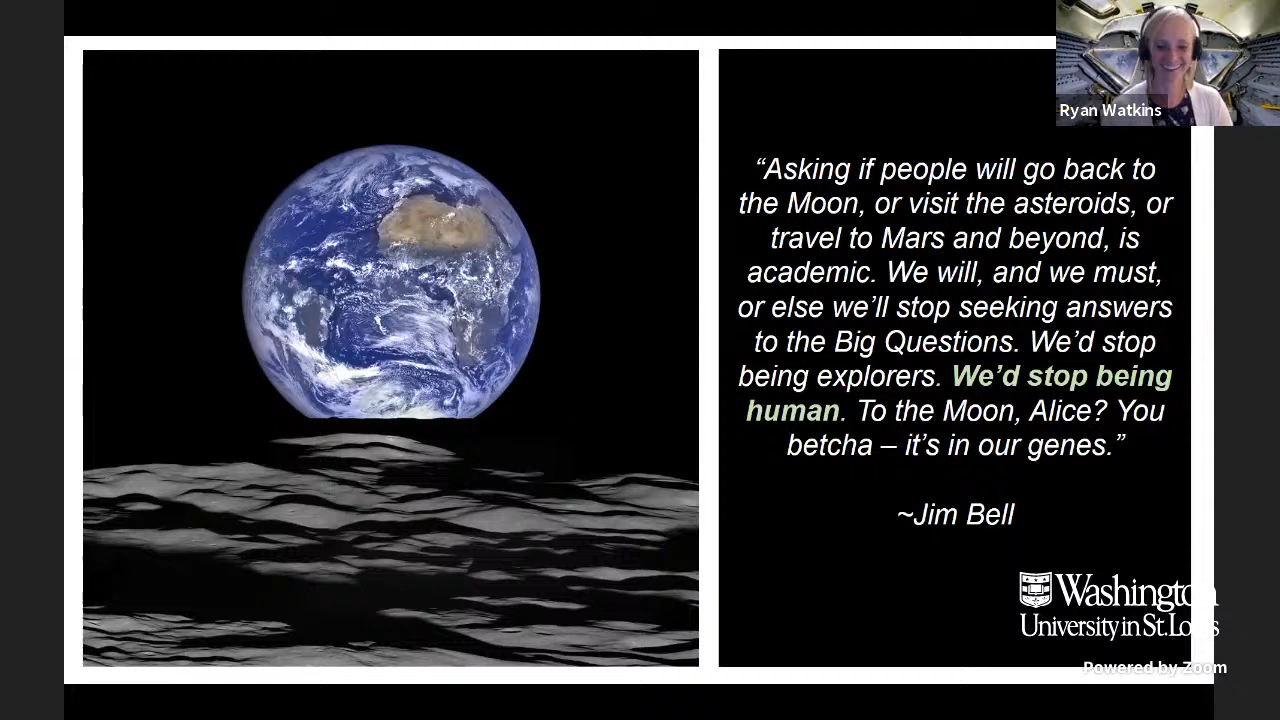 Ryan Watkins
“Asking if people will go back to
the Moon, or visit the asteroids, or
travel to Mars and beyond, is
academic. We will, and we must,
or else we’ll stop seeking answers
to the Big Questions. We’d stop
being explorers. We’d stop being
human. To the Moon, Alice? You
betcha – it’s in our genes.”
~Jim Bell
Washington
University in St. Louis
Powered by Zoom